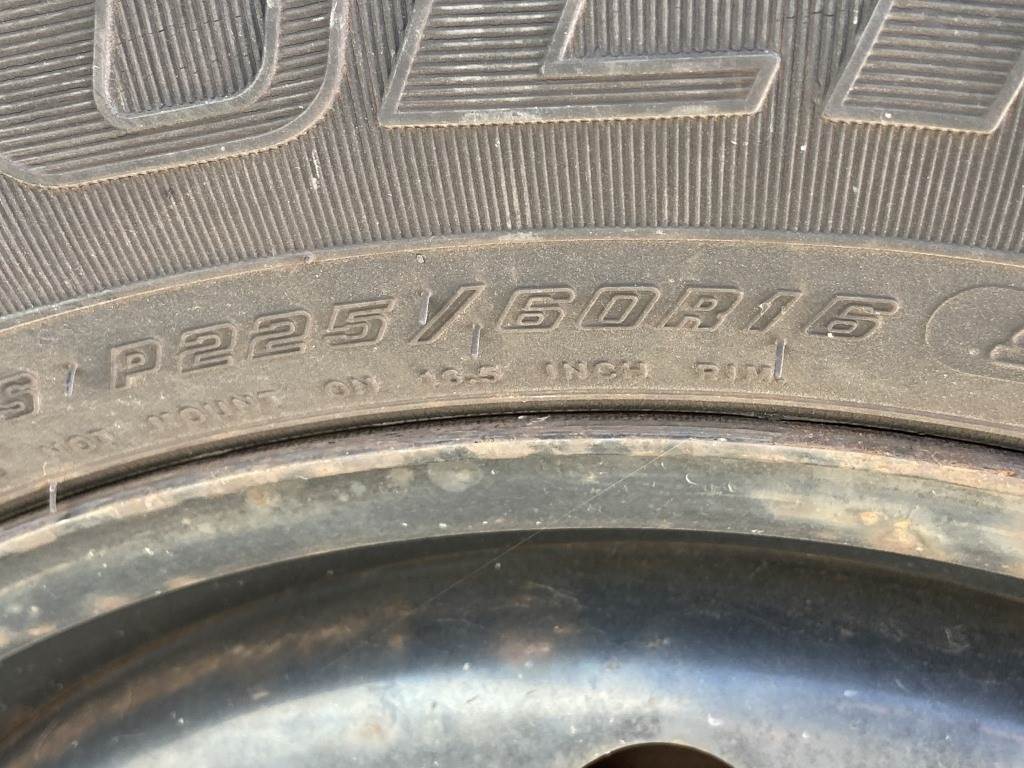 P225/60R16
NOT MOUNT ON 16.5 INCH RIM.